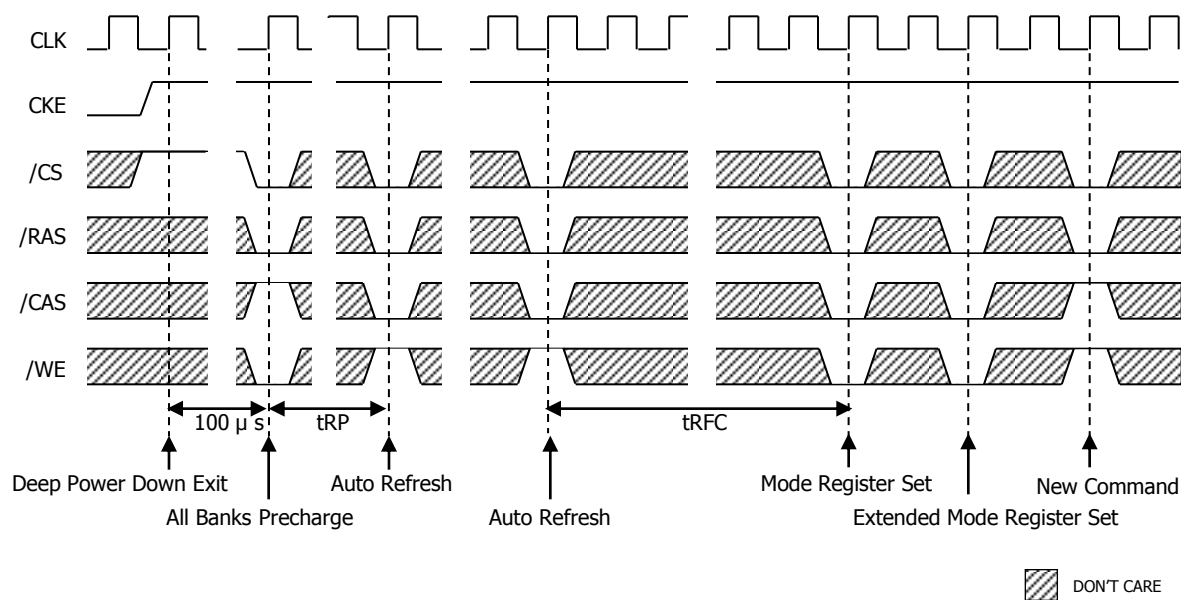 CLK
CKE
/CS
/RAS
/CAS
/WE
100 μ s
tRP
tRFC
Deep Power Down Exit
Auto Refresh
Mode Register Set
New Command
All Banks Precharge
Auto Refresh
Extended Mode Register Set
DON'T CARE